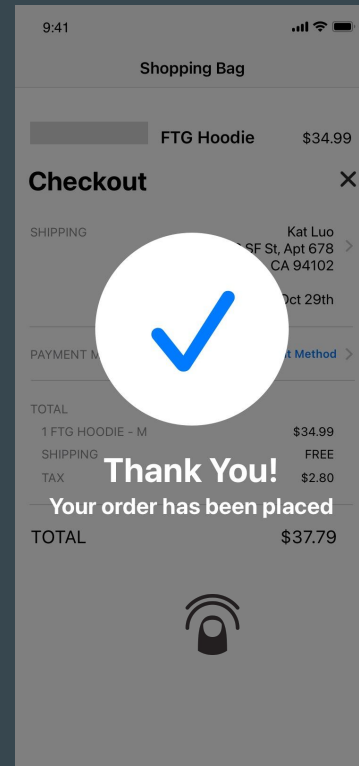 9:41
Shopping Bag
FTG Hoodie $34.99
Checkout
SHIPPING Kat Luo
SF St, Apt 678
CA 94102
Oct 29th
PAYMENT Method
TOTAL
1 FTG HOODIE - M $34.99
SHIPPING FREE
TAX $2.80
Thank You!
Your order has been placed
TOTAL $37.79